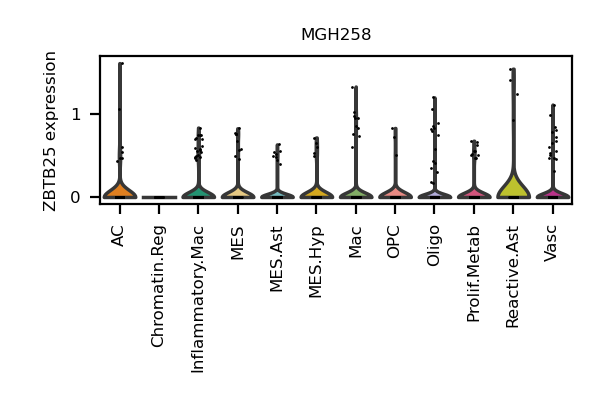 MGH258
ZBTB25 expression
1
0
AC
Chromatin.Reg
Inflammatory.Mac
MES
MES.Ast
MES.Hyp
Mac
OPC
Oligo
Prolif.Metab
Reactive.Ast
Vasc